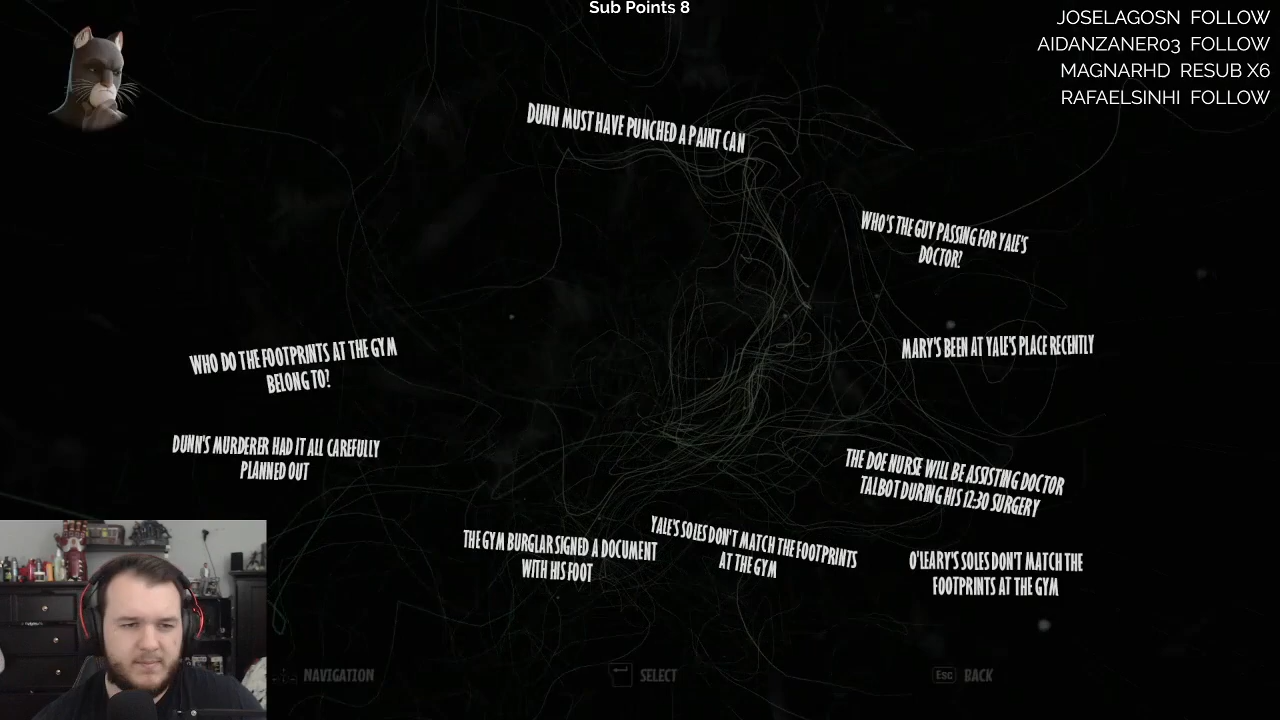 Sub Points 8
JOSELAGOSN FOLLOW
AIDANZANER03 FOLLOW
MAGNARHD RESUB X6
RAFAELSINHI FOLLOW
DUNN MUST HAVE PUNCHED A PAINT CAN
WHO'S THE GUY PASSING FOR YALE'S
DOCTOR?
WHO DO THE FOOTPRINTS AT THE GYM
BELONG TO?
MARY'S BEEN AT YALE'S PLACE RECENTLY
DUNN'S MURDERER HAD IT ALL CAREFULLY
PLANNED OUT
THE DOE NURSE WILL BE ASSISTING DOCTOR
TALBOT DURING HIS 12:30 SURGERY
THE GYM BURGLAR SIGNED A DOCUMENT
WITH HIS FOOT
YALE'S SOLES DON'T MATCH THE FOOTPRINTS
AT THE GYM
O'LEARY'S SOLES DON'T MATCH THE
FOOTPRINTS AT THE GYM
NAVIGATION
SELECT
Esc BACK